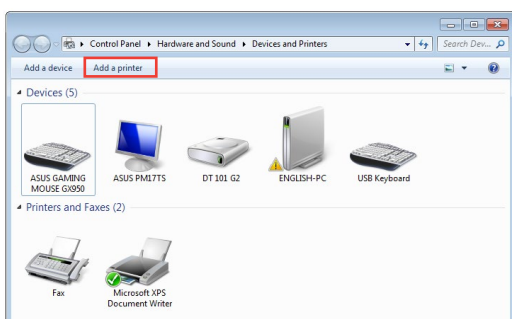 Control Panel ▸ Hardware and Sound ▸ Devices and Printers
Search Dev...
Add a device
Add a printer
Devices (5)
ASUS GAMING
MOUSE GX950
ASUS PM17TS
DT 101 G2
ENGLISH-PC
USB Keyboard
Printers and Faxes (2)
Fax
Microsoft XPS
Document Writer